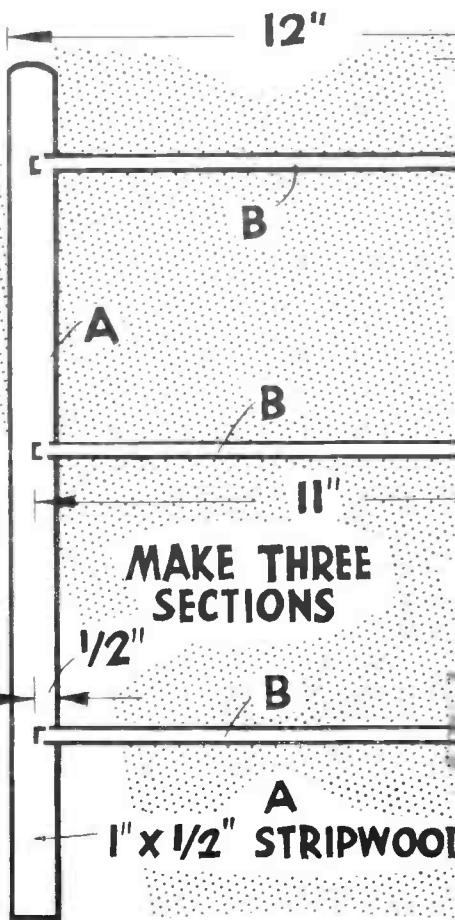 12"
B
A
B
11"
MAKE THREE
SECTIONS
1/2"
B
A
1" x 1/2" STRIPWOOD